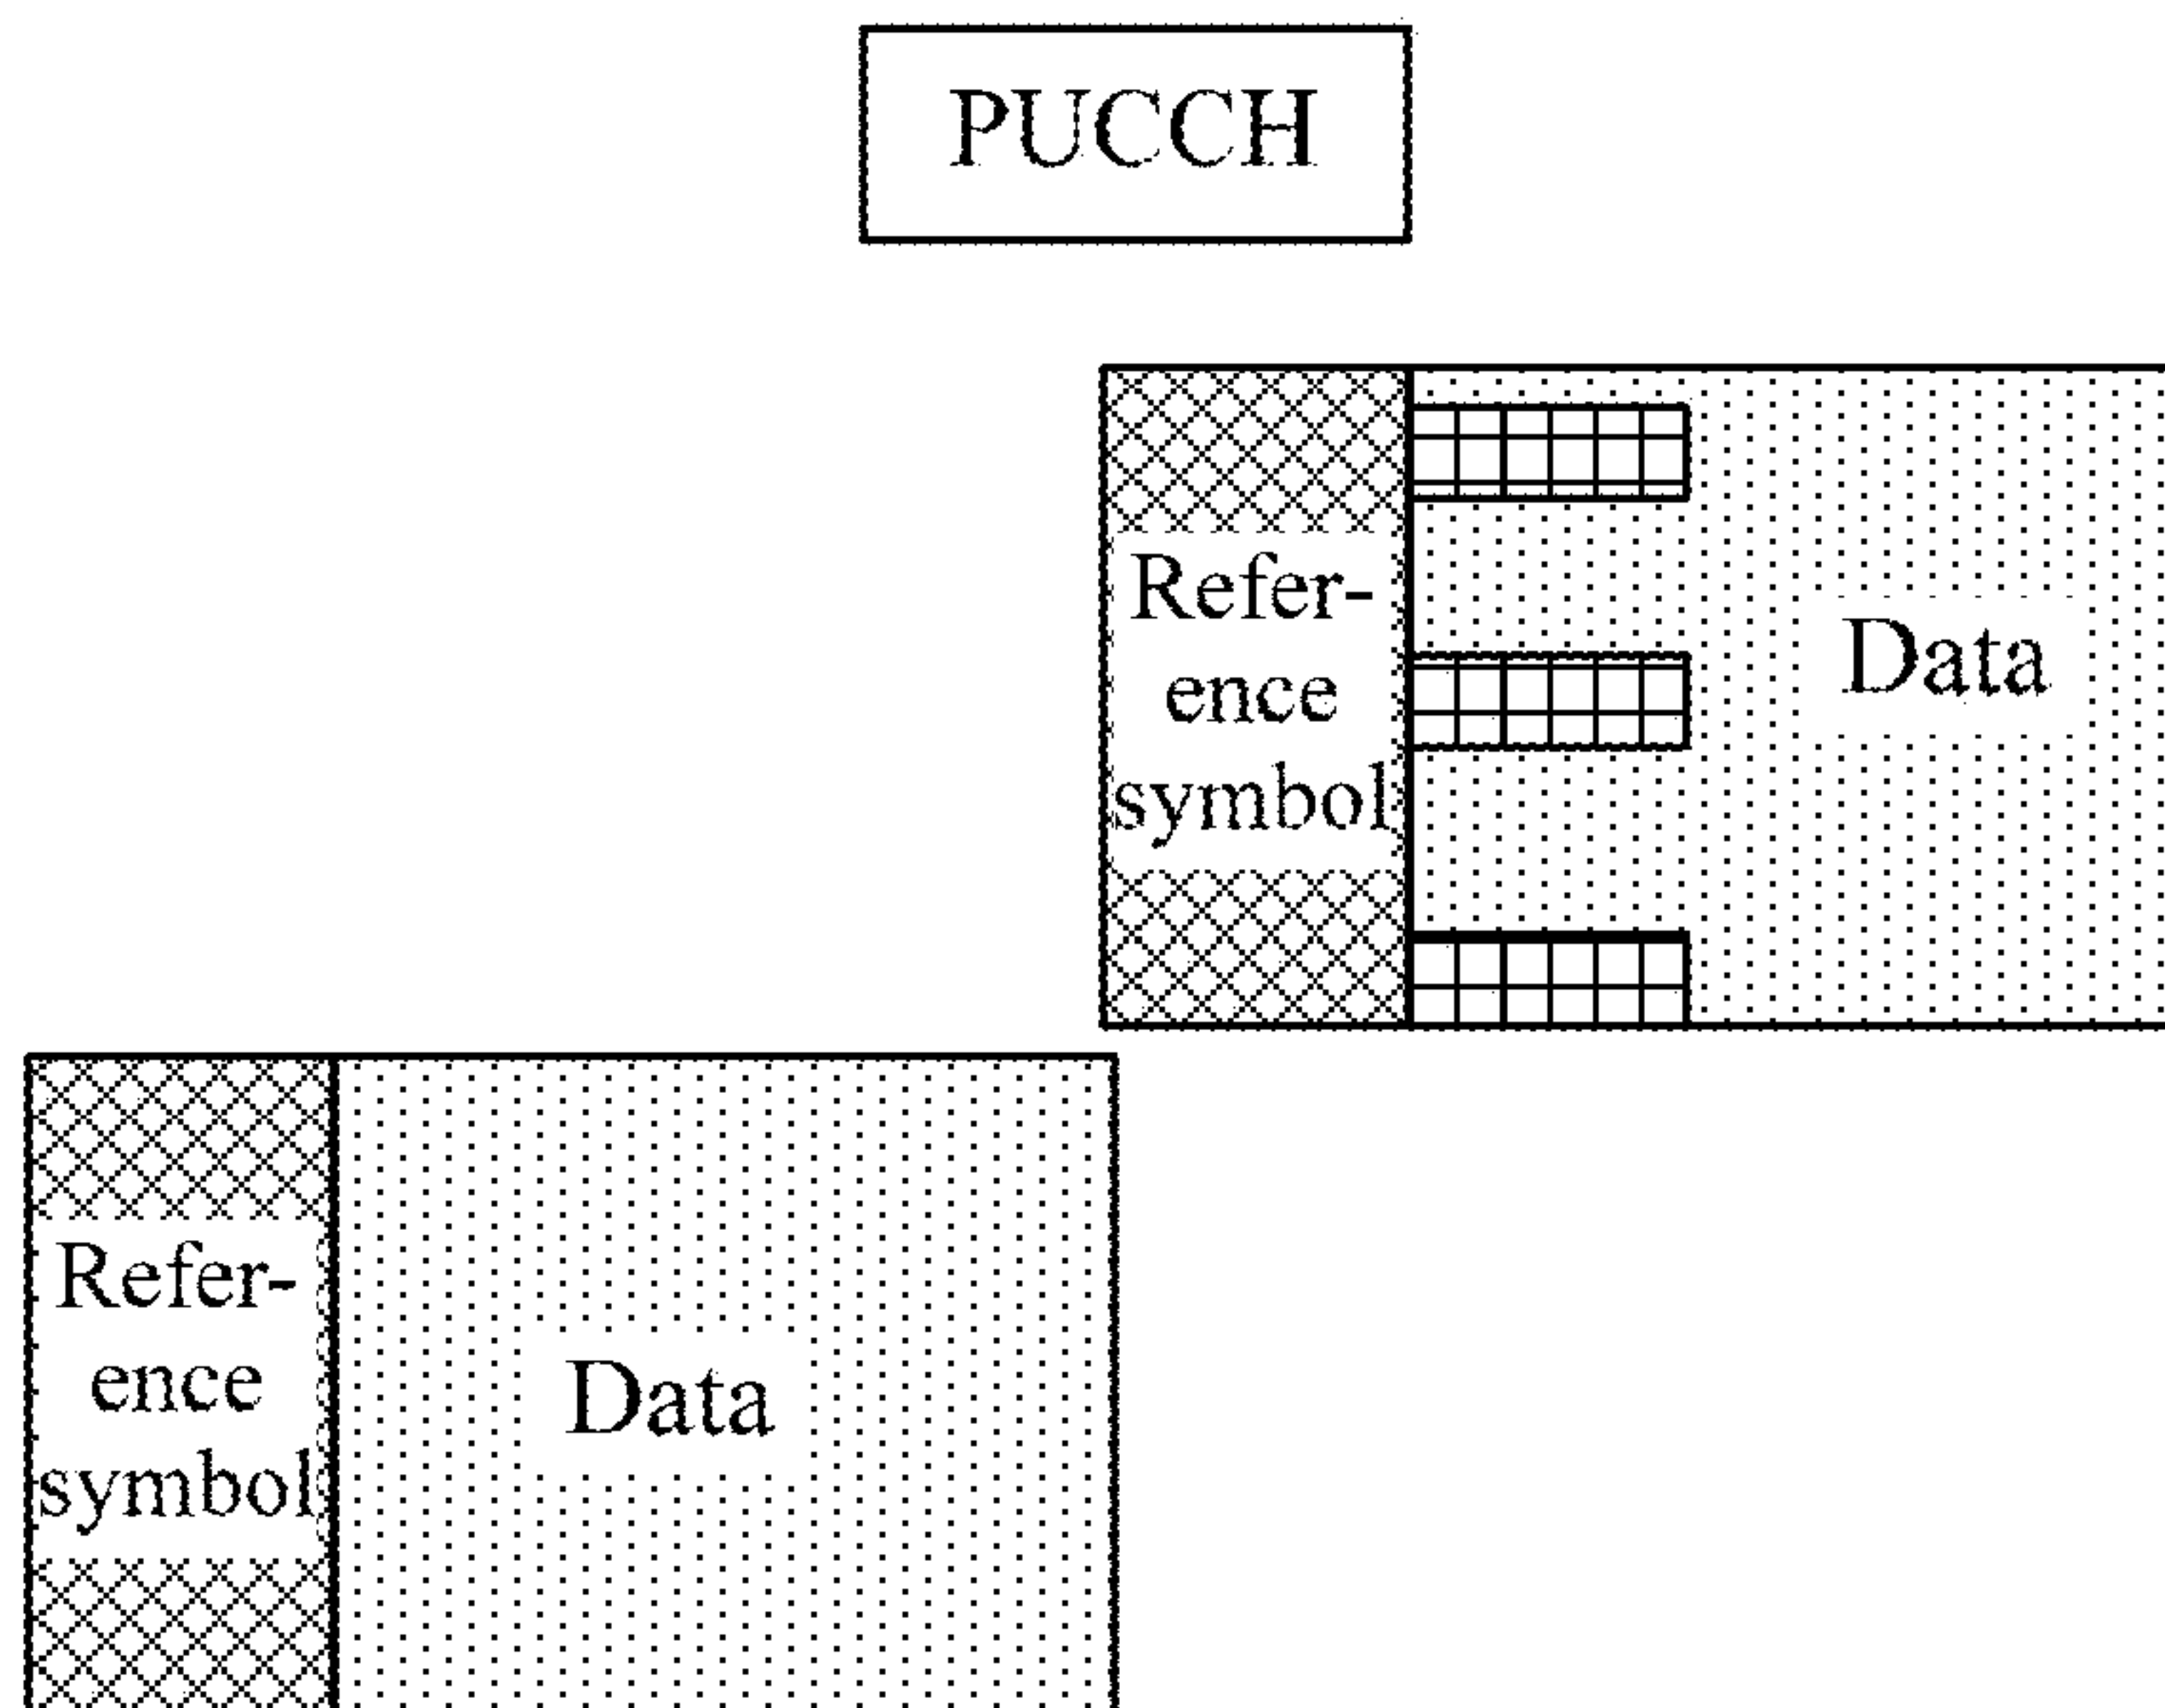 PUCCH
Refer-
ence
symbol
Data
Refer-
ence
symbol
Data